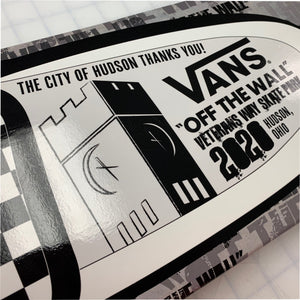 THE CITY OF HUDSON THANKS YOU!
VANS
"OFF THE WALL"
VETERANS WAY SKATE PARK
2020 HUDSON,
OHIO